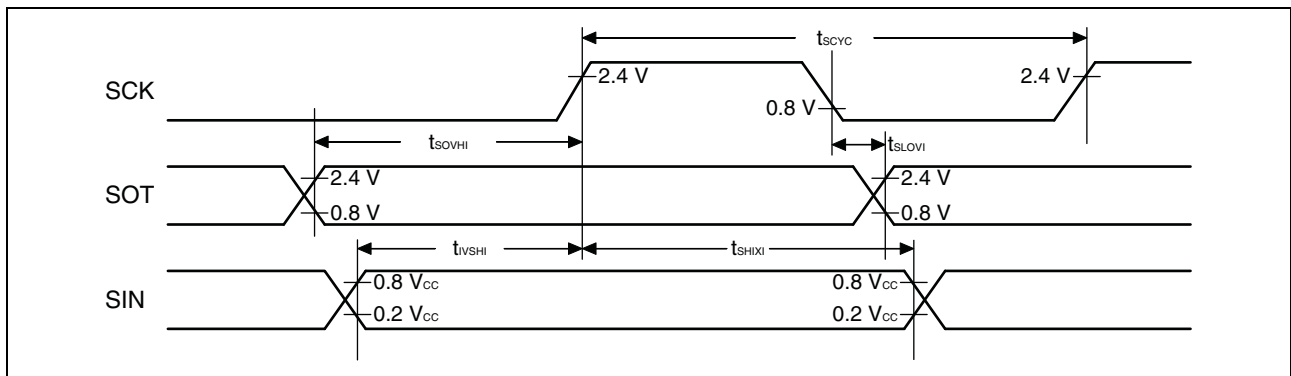 tSCYC
SCK
2.4 V
0.8 V
2.4 V
tSOVHI
tSLOVI
SOT
2.4 V
0.8 V
2.4 V
0.8 V
tIVSHI
tSHIXI
SIN
0.8 VCC
0.2 VCC
0.8 VCC
0.2 VCC